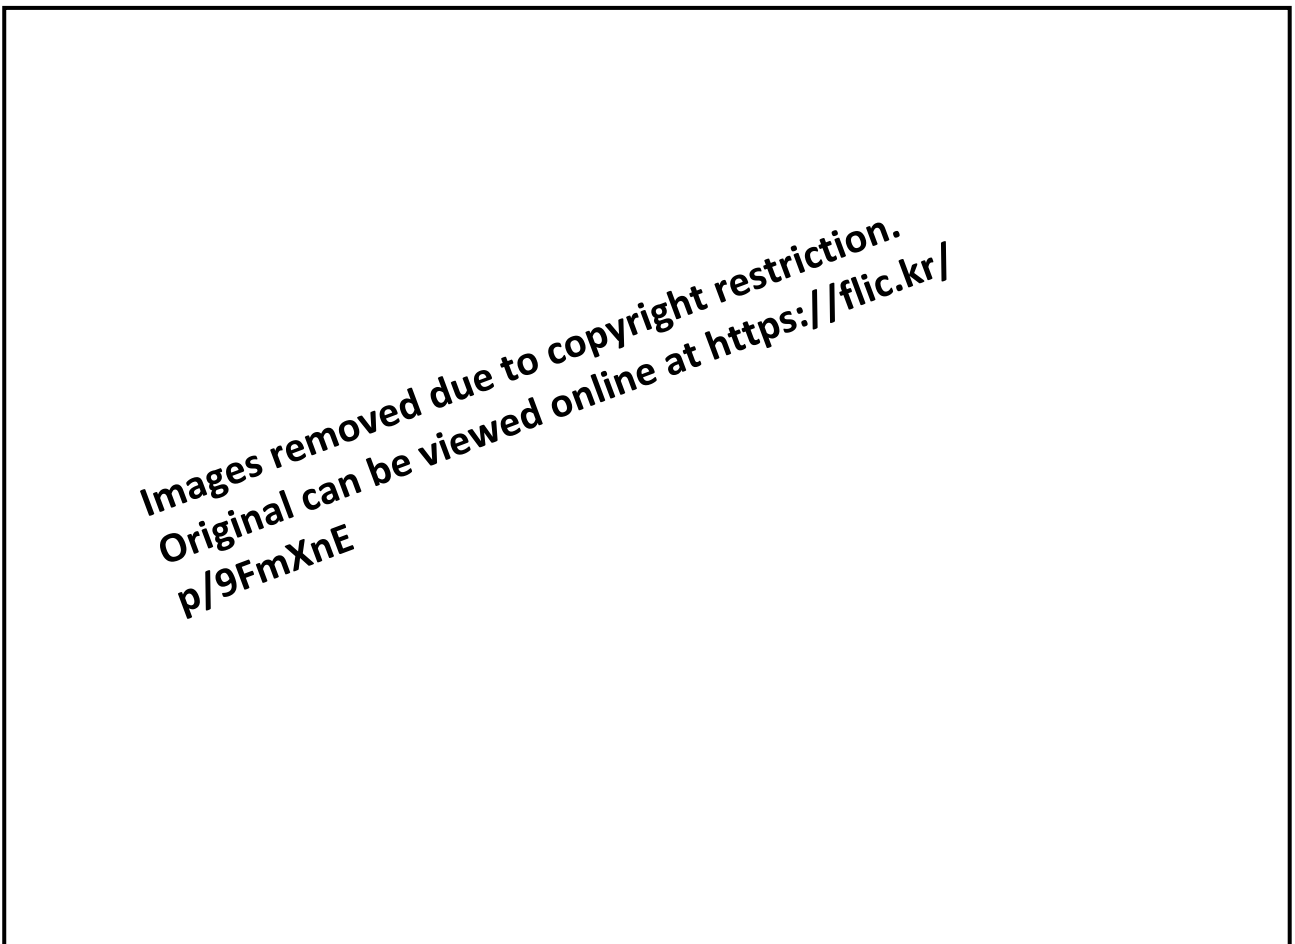 Images removed due to copyright restriction.
Original can be viewed online at https://flic.kr/
p/9FmXnE